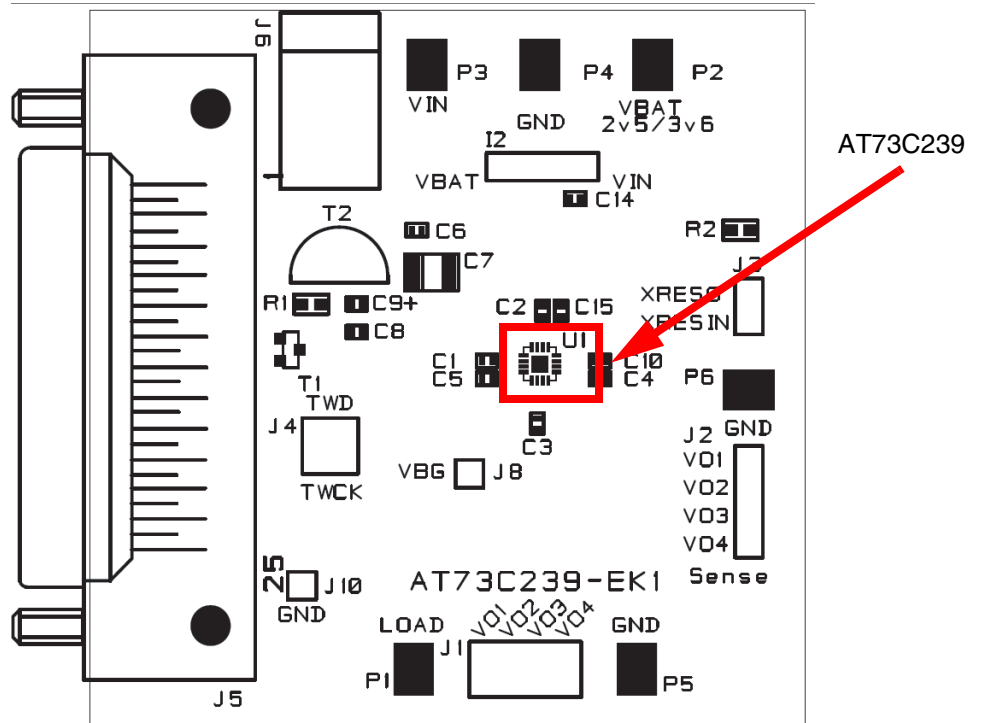 J6
P3
P4
P2
VIN
GND
VBAT
2v5/3v6
AT73C239
I2
VBAT
VIN
1
C14
T2
C6
R2
C7
J3
R1
C9+
C2
C15
XRESO
XRESIN
C8
U1
C1
C10
C5
C4
T1
P6
TWD
J4
GND
C3
J2
VO1
VBG
J8
TWCK
VO2
VO3
VO4
25
J10
AT73C239-EK1
Sense
GND
LOAD
VO1
VO2
VO3
VO4
GND
J1
P1
P5
J5